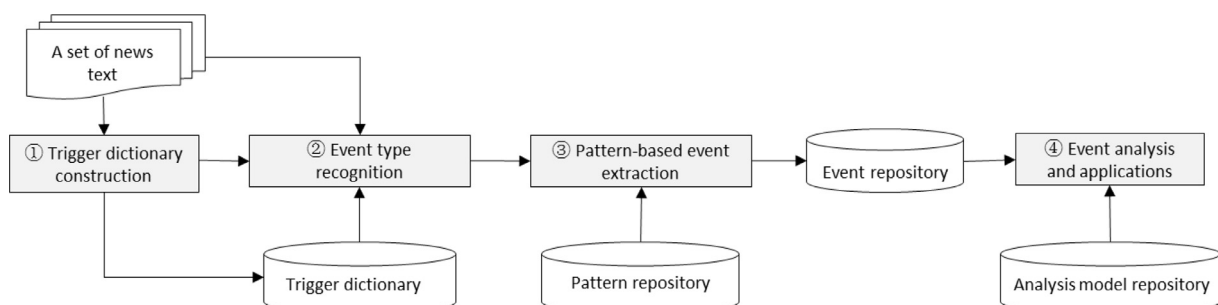 A set of news
text
① Trigger dictionary
construction
② Event type
recognition
③ Pattern-based event
extraction
Event repository
④ Event analysis
and applications
Trigger dictionary
Pattern repository
Analysis model repository